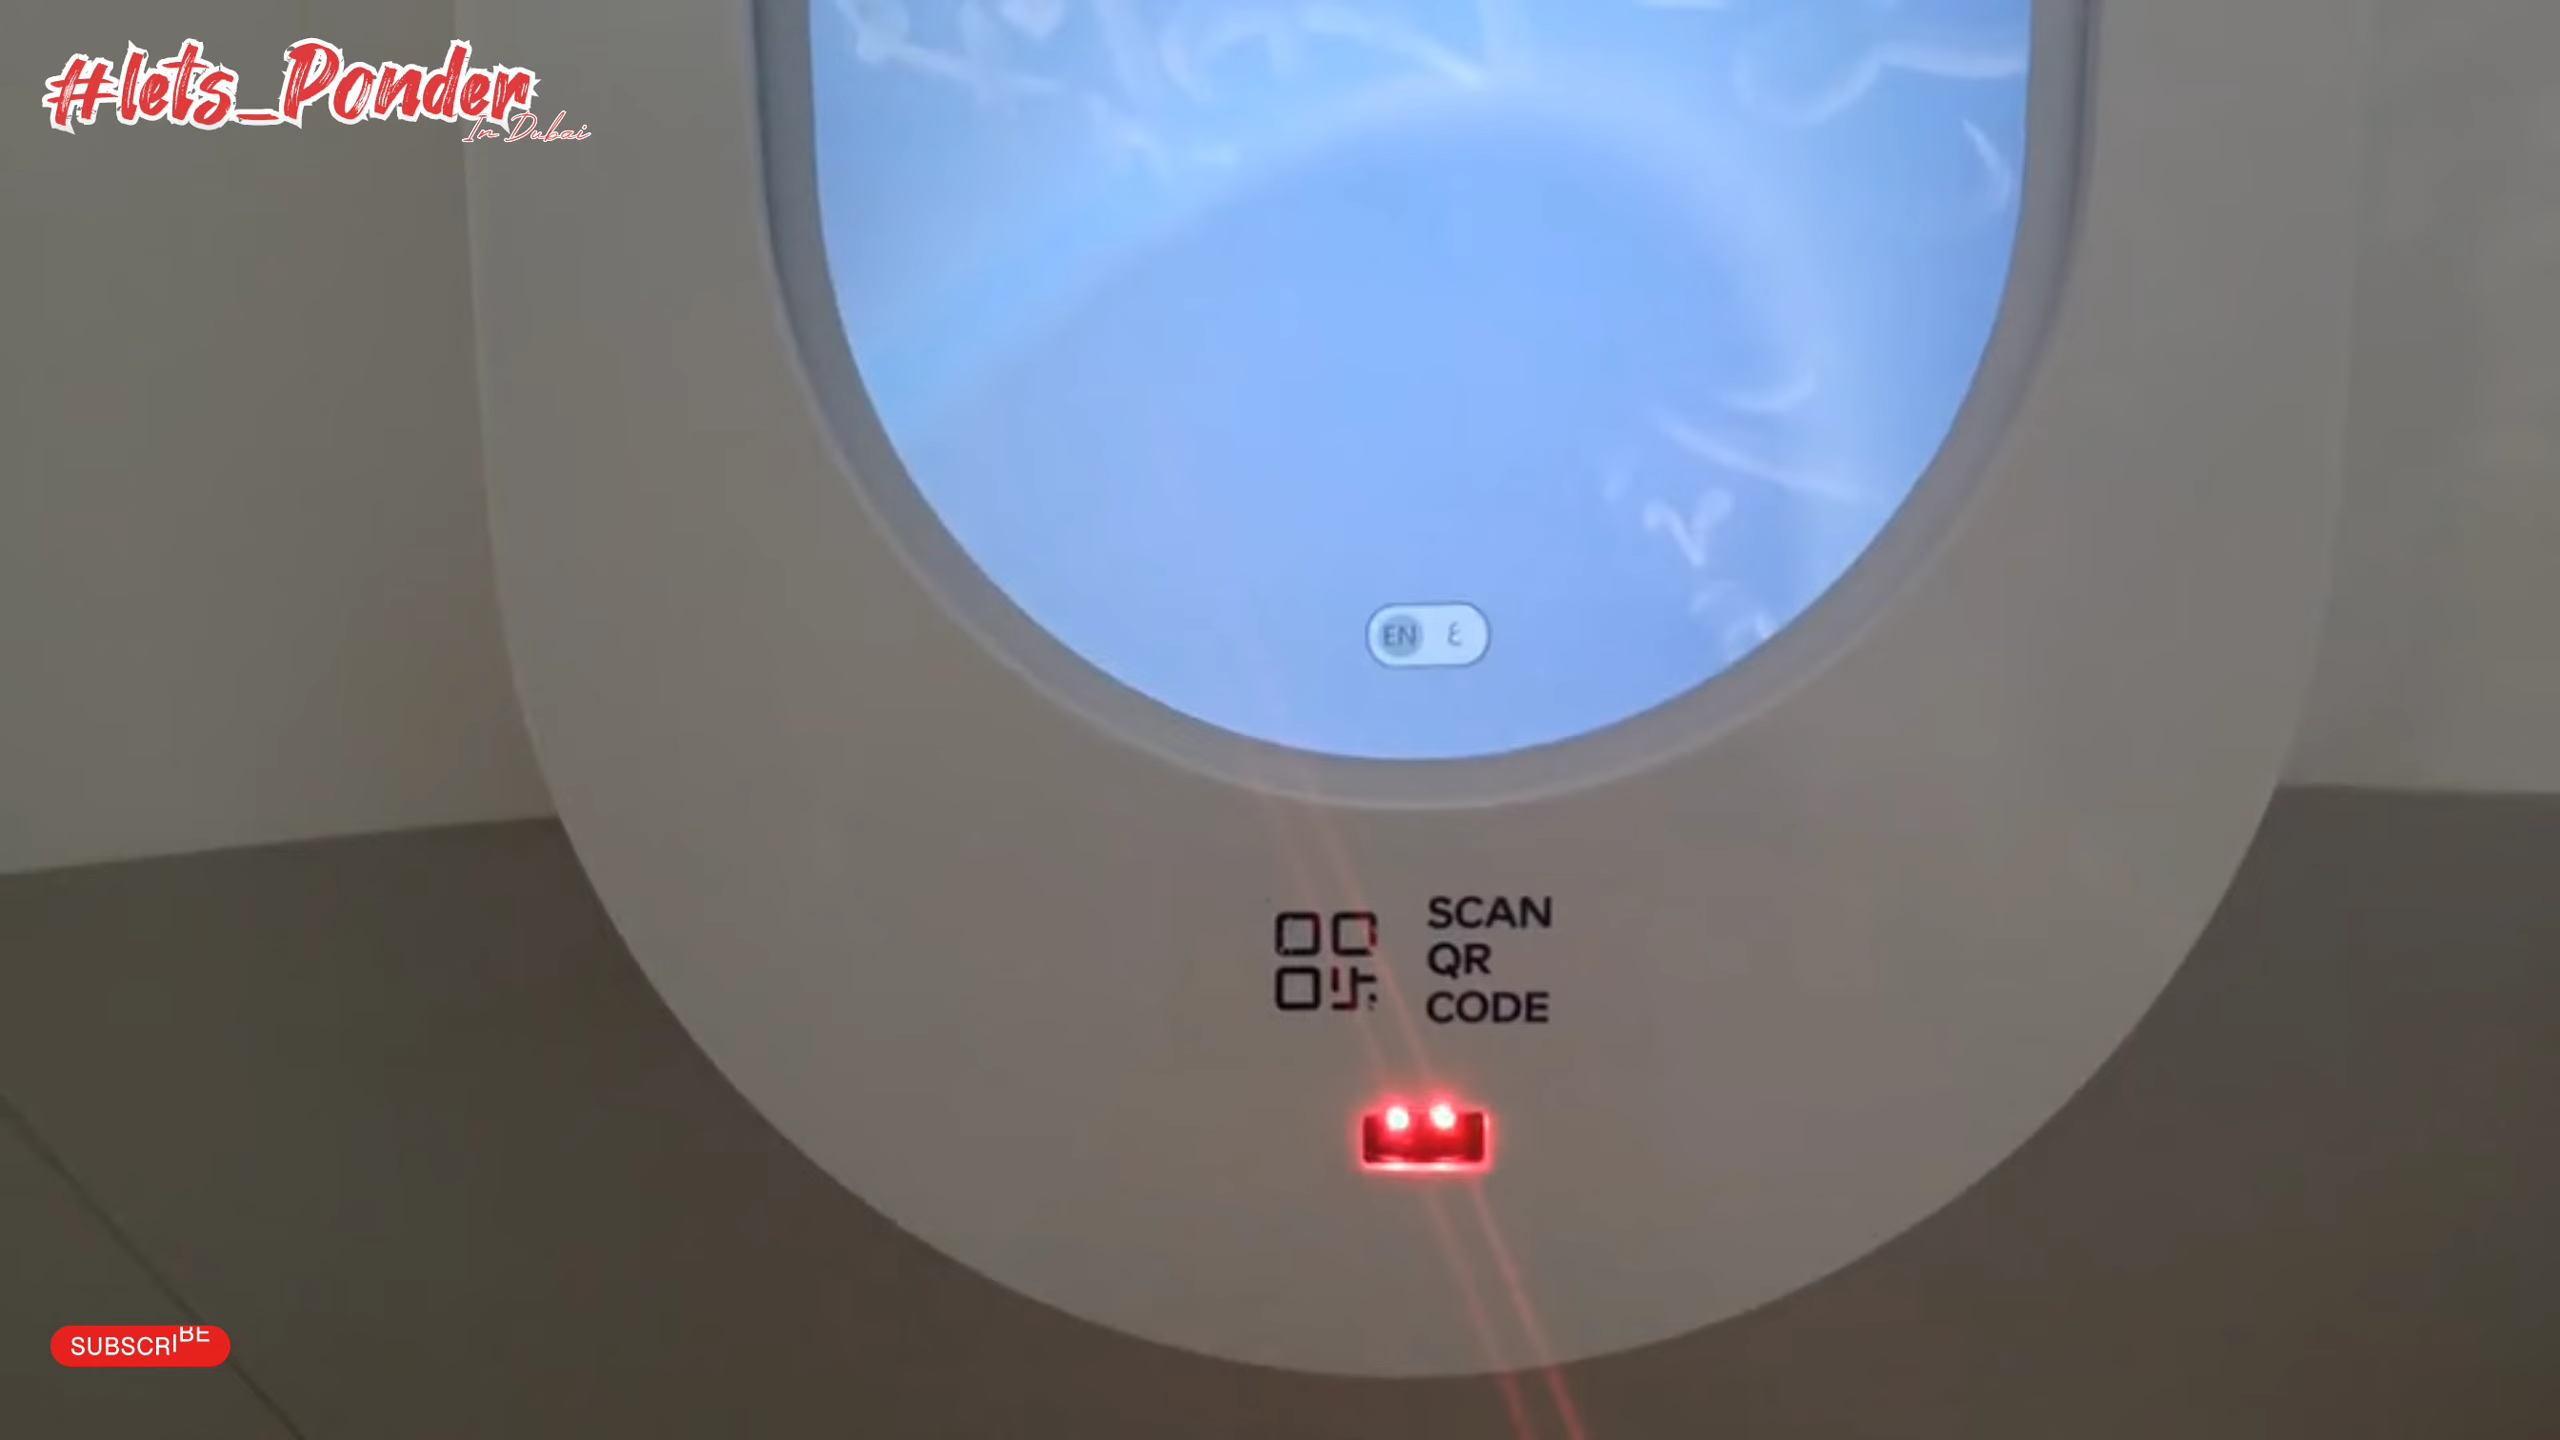 #lets_Ponder
In Dubai
EN ع
SCAN
QR
CODE
SUBSCRIBE